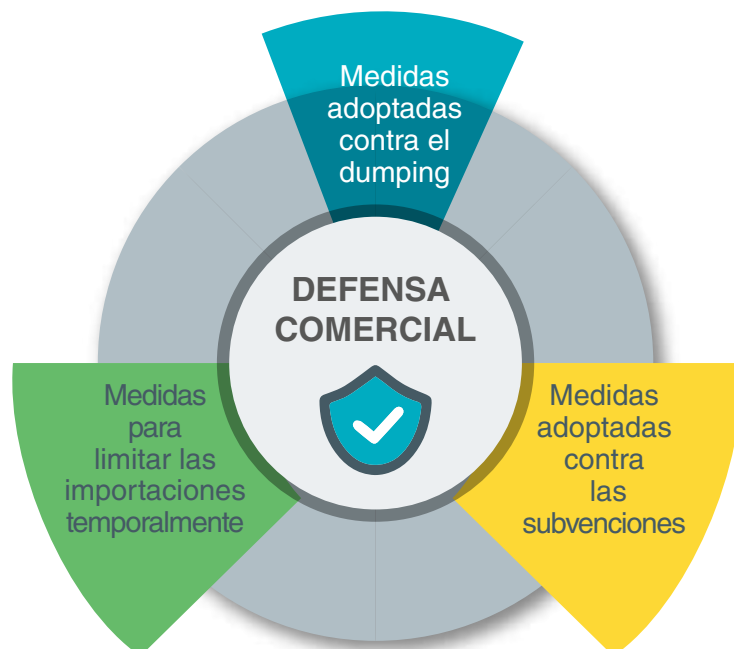 Medidas
adoptadas
contra el
dumping
DEFENSA
COMERCIAL
Medidas
para
limitar las
importaciones
temporalmente
Medidas
adoptadas
contra
las
subvenciones